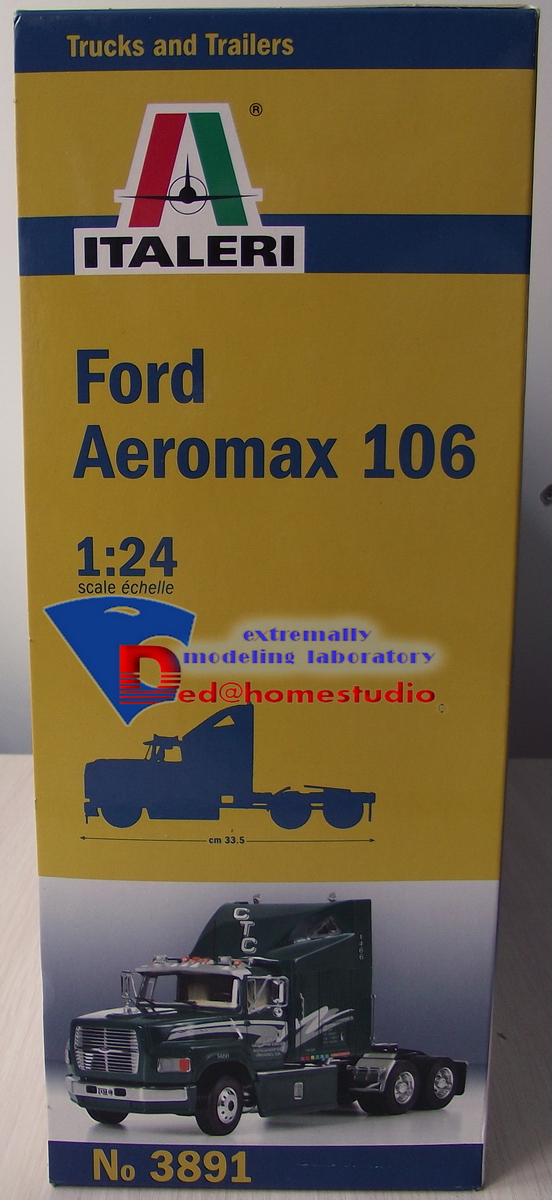 Trucks and Trailers
®
ITALERI
Ford
Aeromax 106
1:24
scale échelle
extremally
modeling laboratory
Ded@homestudio
cm 33.5
CTC
1466
No 3891